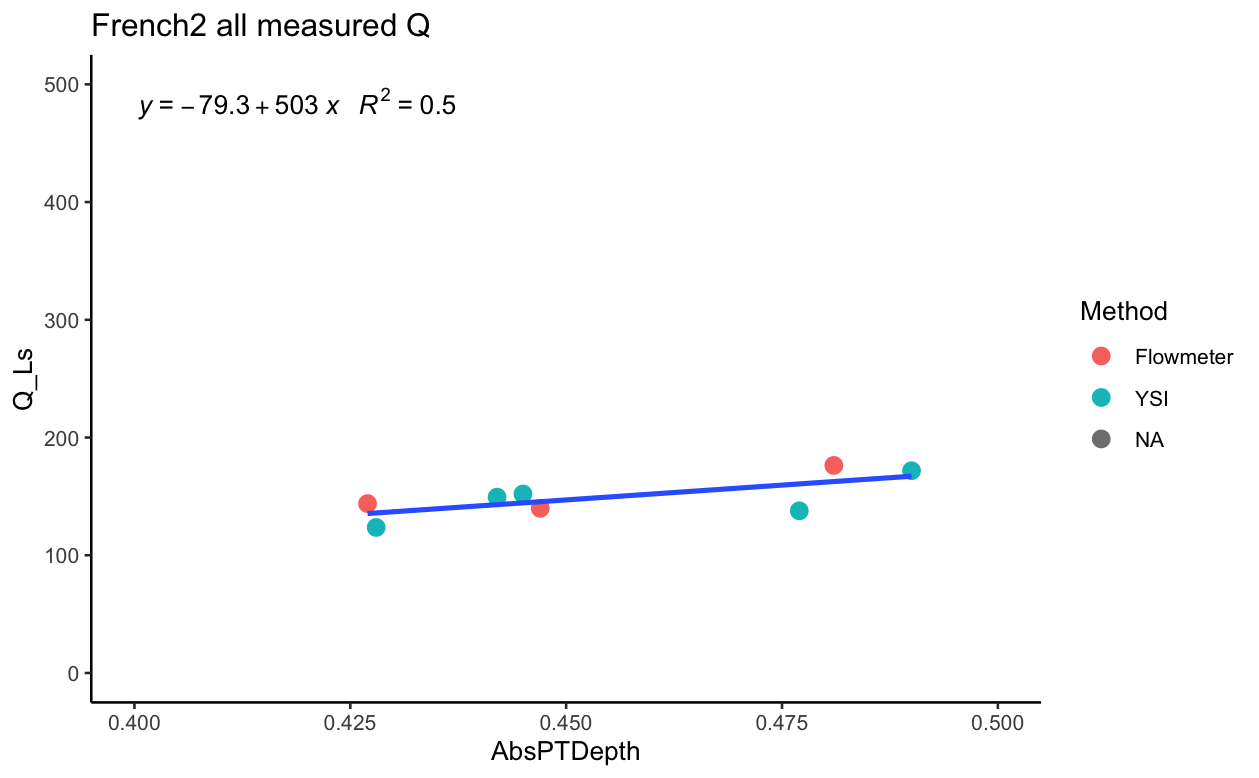 French2 all measured Q
500
y = −79.3 + 503 x R² = 0.5
400
300
200
100
0
Q_Ls
0.400 0.425 0.450 0.475 0.500
AbsPTDepth
Method
Flowmeter
YSI
NA